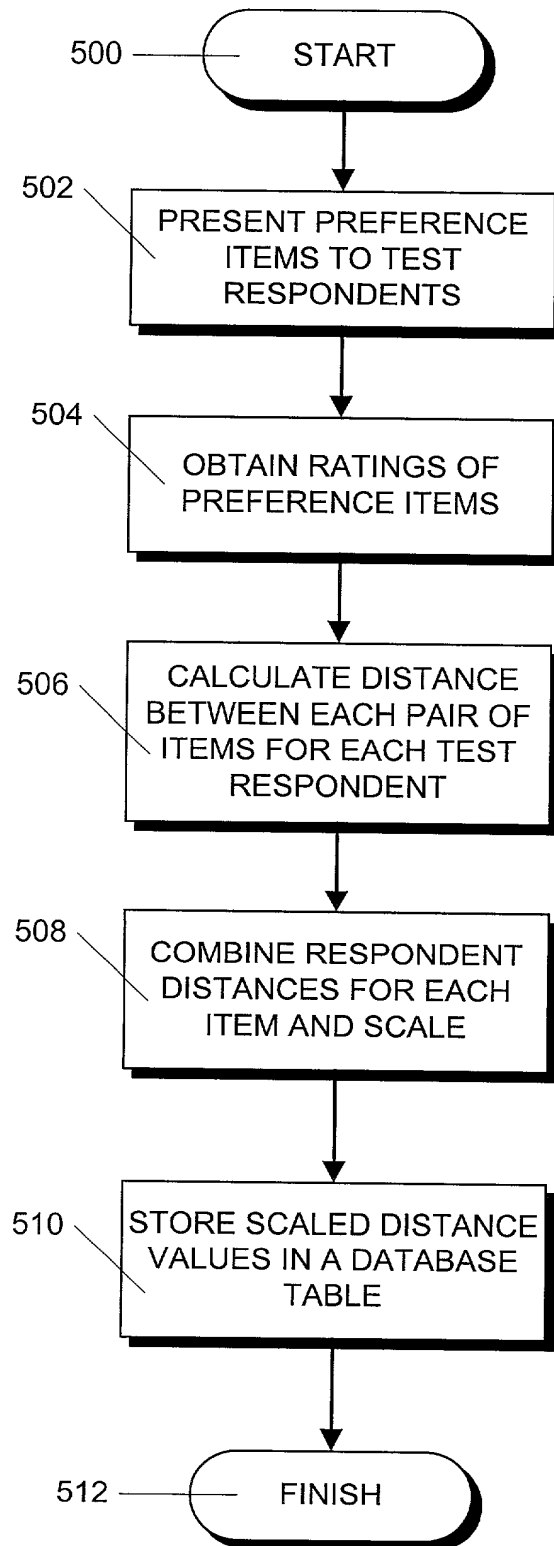 500
START
502
PRESENT PREFERENCE
ITEMS TO TEST
RESPONDENTS
504
OBTAIN RATINGS OF
PREFERENCE ITEMS
506
CALCULATE DISTANCE
BETWEEN EACH PAIR OF
ITEMS FOR EACH TEST
RESPONDENT
508
COMBINE RESPONDENT
DISTANCES FOR EACH
ITEM AND SCALE
510
STORE SCALED DISTANCE
VALUES IN A DATABASE
TABLE
512
FINISH